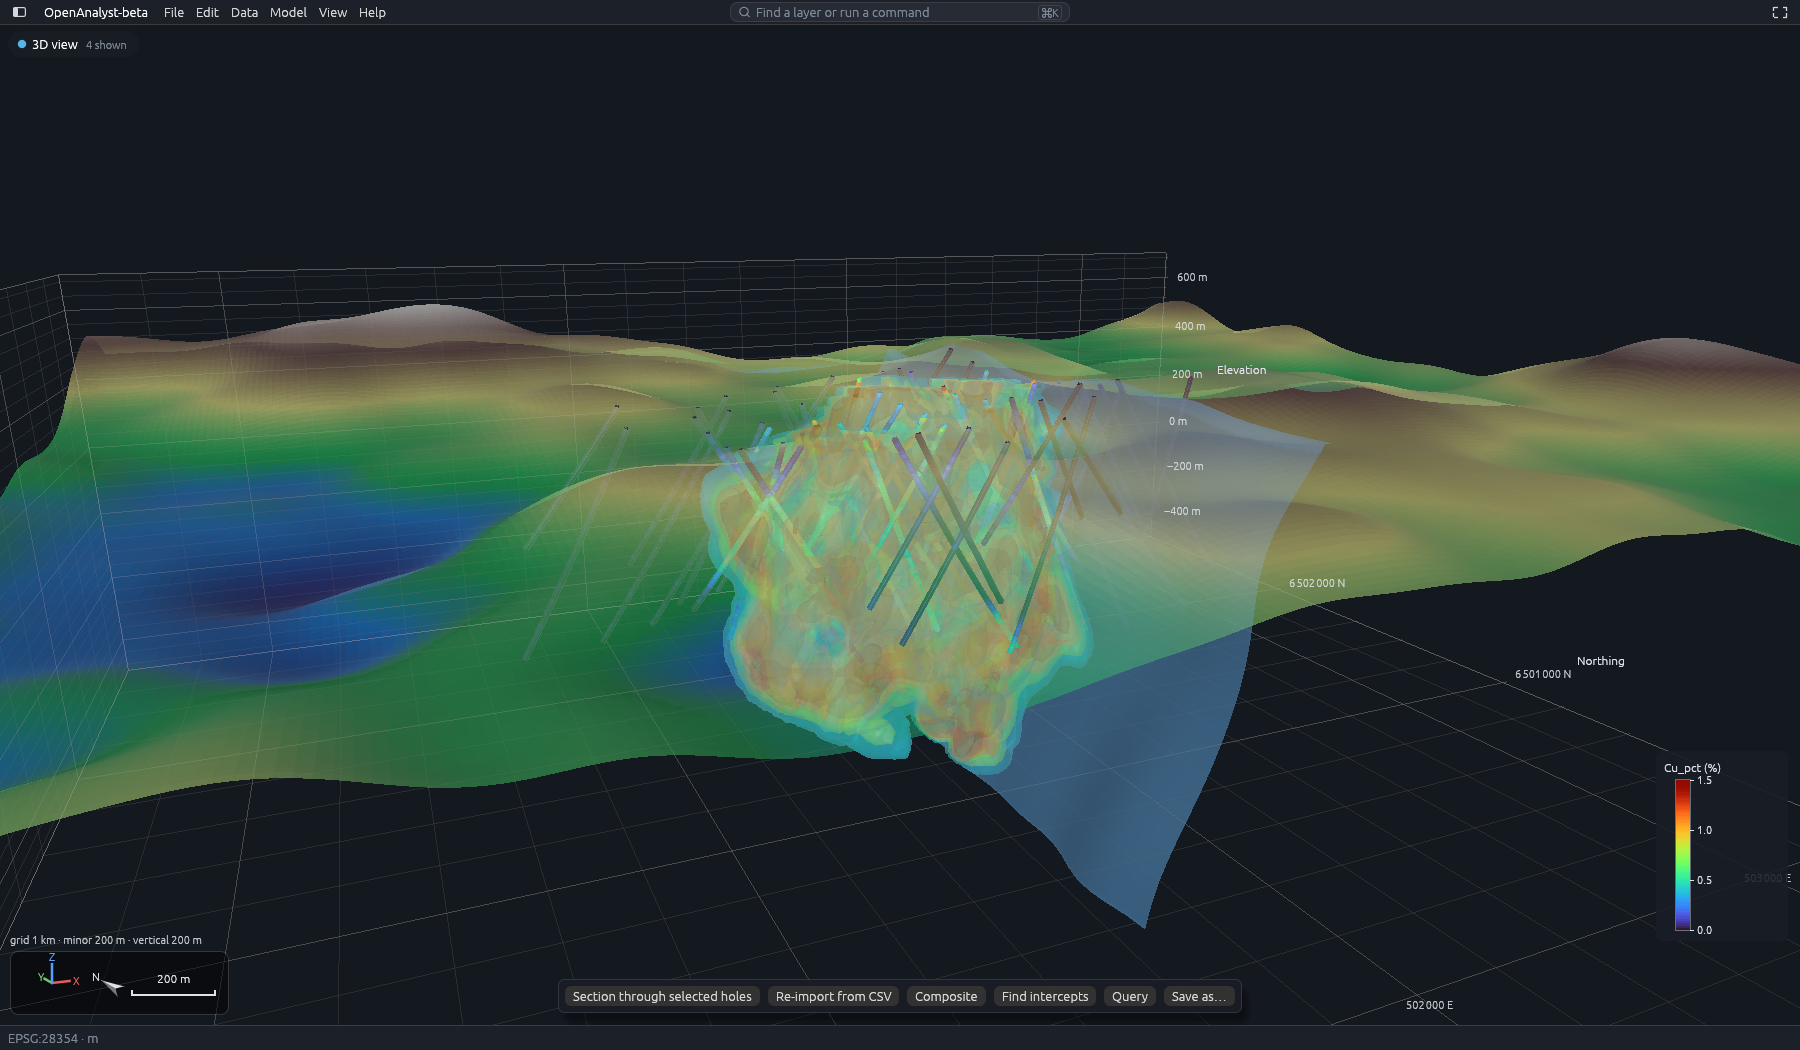 OpenAnalyst-beta File Edit Data Model View Help
Find a layer or run a command ⌘K
3D view 4 shown
600 m
400 m
200 m
Elevation
0 m
−200 m
−400 m
6 502 000 N
Northing
6 501 000 N
Cu_pct (%)
1.5
1.0
0.5
0.0
503 000 E
502 000 E
grid 1 km · minor 200 m · vertical 200 m
Z
Y
X
N
200 m
Section through selected holes
Re-import from CSV
Composite
Find intercepts
Query
Save as…
EPSG:28354 · m